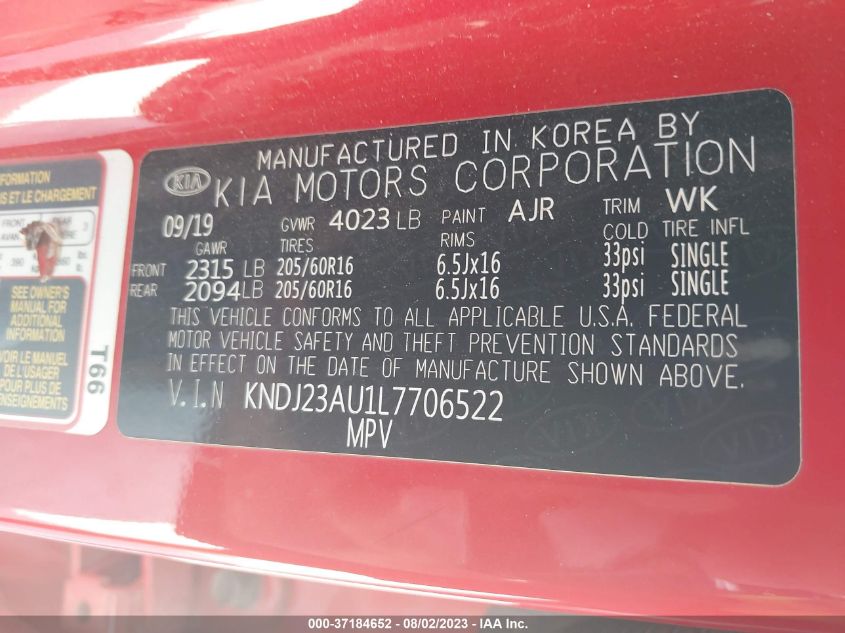 MANUFACTURED IN KOREA BY
KIA KIA MOTORS CORPORATION
09/19 GVWR 4023 LB PAINT AJR TRIM WK
GAWR TIRES RIMS COLD TIRE INFL
FRONT 2315 LB 205/60R16 6.5Jx16 33psi SINGLE
REAR 2094 LB 205/60R16 6.5Jx16 33psi SINGLE
THIS VEHICLE CONFORMS TO ALL APPLICABLE U.S.A. FEDERAL
MOTOR VEHICLE SAFETY AND THEFT PREVENTION STANDARDS
IN EFFECT ON THE DATE OF MANUFACTURE SHOWN ABOVE.
V.I.N KNDJ23AU1L7706522
MPV
ET LE CHARGEMENT
FRONT
AVAN
SEE OWNER'S
MANUAL FOR
ADDITIONAL
INFORMATION
VOIR LE MANUEL
DE L'USAGER
POUR PLUS DE
RENSEIGNEMENTS
T66
000-37184652 - 08/02/2023 - IAA Inc.